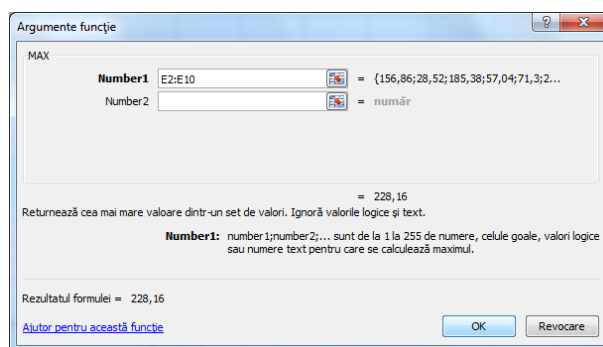 Argumente funcție
MAX
Number1 E2:E10 = {156,86;28,52;185,38;57,04;71,3;2...
Number2 = număr
= 228,16
Returnează cea mai mare valoare dintr-un set de valori. Ignoră valorile logice și text.
Number1: number1;number2;... sunt de la 1 la 255 de numere, celule goale, valori logice
sau numere text pentru care se calculează maximul.
Rezultatul formulei = 228,16
Ajutor pentru această funcție
OK Revocare